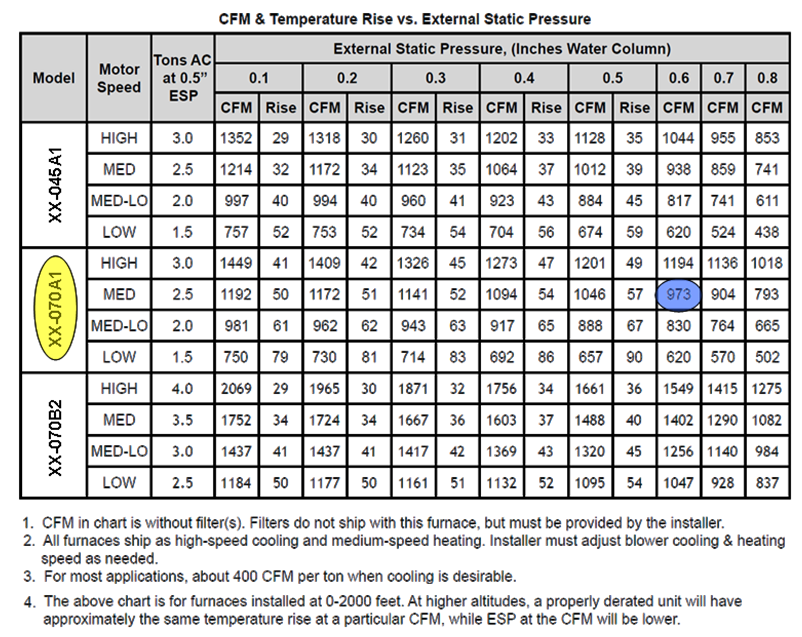 CFM & Temperature Rise vs. External Static Pressure
Model Motor Speed Tons AC at 0.5” ESP External Static Pressure, (Inches Water Column)
0.1 0.2 0.3 0.4 0.5 0.6 0.7 0.8
CFM Rise CFM Rise CFM Rise CFM Rise CFM Rise CFM CFM CFM
XX-045A1
HIGH 3.0 1352 29 1318 30 1260 31 1202 33 1128 35 1044 955 853
MED 2.5 1214 32 1172 34 1123 35 1064 37 1012 39 938 859 741
MED-LO 2.0 997 40 994 40 960 41 923 43 884 45 817 741 611
LOW 1.5 757 52 753 52 734 54 704 56 674 59 620 524 438
XX-070A1
HIGH 3.0 1449 41 1409 42 1326 45 1273 47 1201 49 1194 1136 1018
MED 2.5 1192 50 1172 51 1141 52 1094 54 1046 57 973 904 793
MED-LO 2.0 981 61 962 62 943 63 917 65 888 67 830 764 665
LOW 1.5 750 79 730 81 714 83 692 86 657 90 620 570 502
XX-070B2
HIGH 4.0 2069 29 1965 30 1871 32 1756 34 1661 36 1549 1415 1275
MED 3.5 1752 34 1724 34 1667 36 1603 37 1488 40 1402 1290 1082
MED-LO 3.0 1437 41 1437 41 1417 42 1369 43 1320 45 1256 1140 984
LOW 2.5 1184 50 1177 50 1161 51 1132 52 1095 54 1047 928 837
1. CFM in chart is without filter(s). Filters do not ship with this furnace, but must be provided by the installer.
2. All furnaces ship as high-speed cooling and medium-speed heating. Installer must adjust blower cooling & heating
speed as needed.
3. For most applications, about 400 CFM per ton when cooling is desirable.
4. The above chart is for furnaces installed at 0-2000 feet. At higher altitudes, a properly derated unit will have
approximately the same temperature rise at a particular CFM, while ESP at the CFM will be lower.